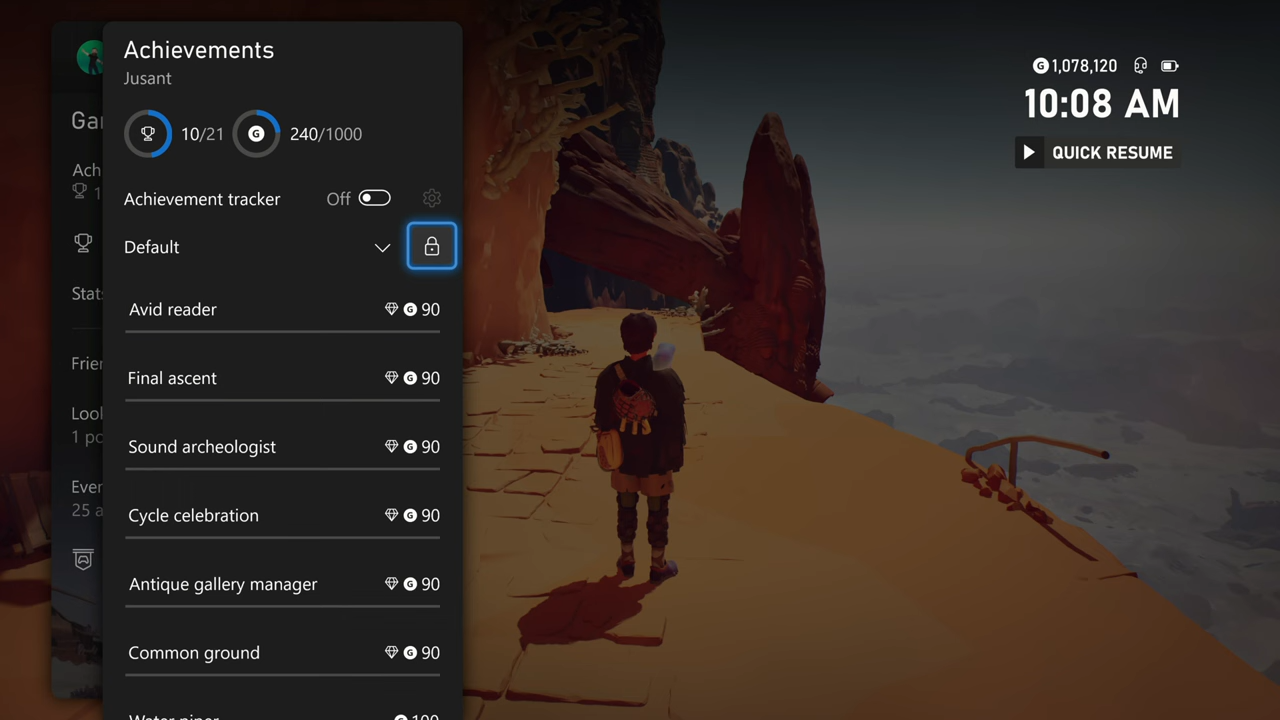 Achievements
Jusant
10/21
G 240/1000
Achievement tracker Off
Default
Avid reader G 90
Final ascent G 90
Sound archeologist G 90
Cycle celebration G 90
Antique gallery manager G 90
Common ground G 90
G 1,078,120
10:08 AM
QUICK RESUME